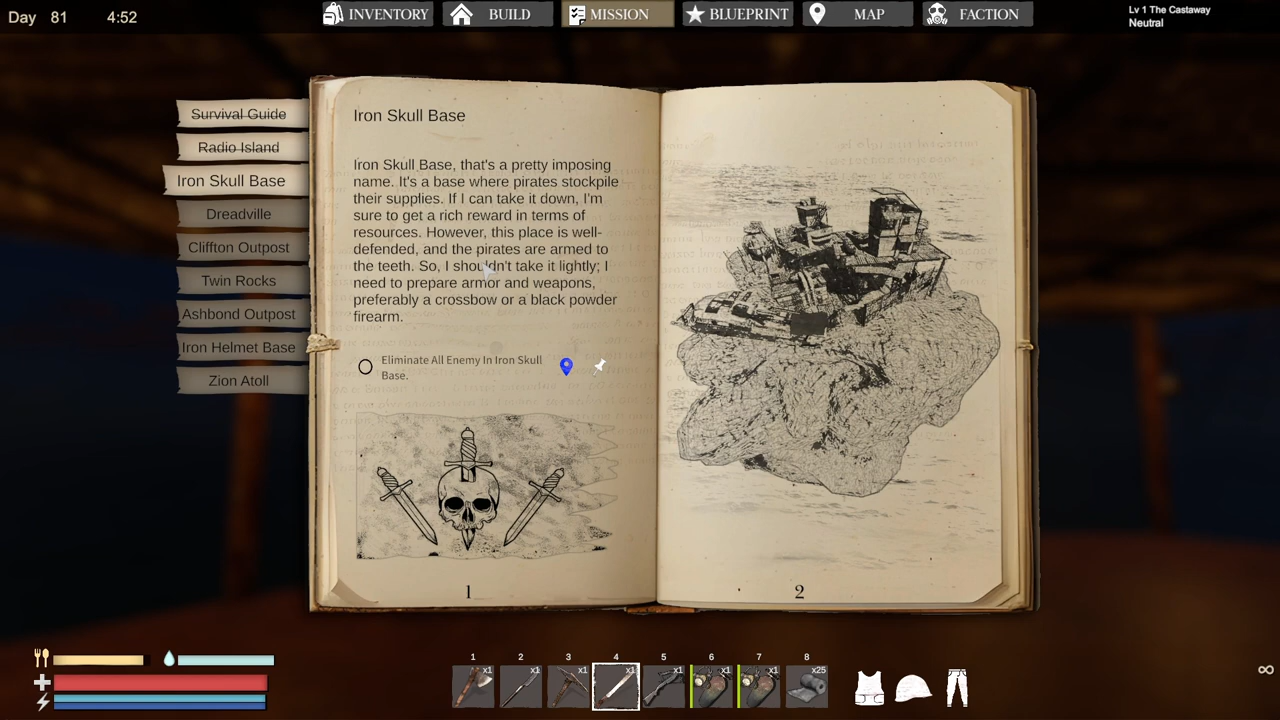 Day 81 4:52
INVENTORY BUILD MISSION BLUEPRINT MAP FACTION
Lv 1 The Castaway
Neutral
Survival Guide
Radio Island
Iron Skull Base
Dreadville
Cliffton Outpost
Twin Rocks
Ashbond Outpost
Iron Helmet Base
Zion Atoll
Iron Skull Base
Iron Skull Base, that's a pretty imposing
name. It's a base where pirates stockpile
their supplies. If I can take it down, I'm
sure to get a rich reward in terms of
resources. However, this place is well-
defended, and the pirates are armed to
the teeth. So, I shouldn't take it lightly; I
need to prepare armor and weapons,
preferably a crossbow or a black powder
firearm.
Eliminate All Enemy In Iron Skull
Base.
1
2
1 2 3 4 5 6 7 8
x1 x1 x1 x1 x1 x1 x1 x25
∞